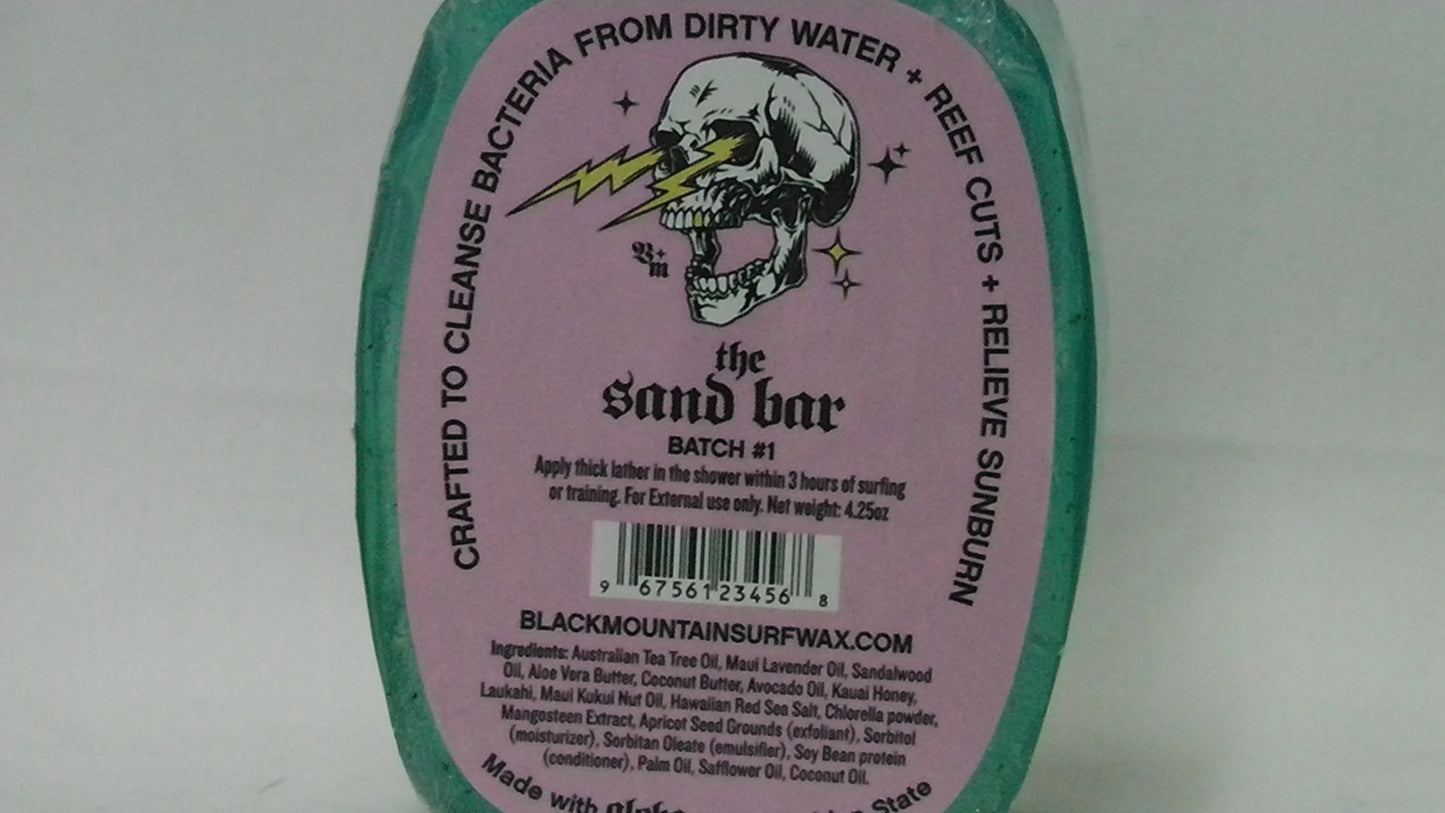 CRAFTED TO CLEANSE BACTERIA FROM DIRTY WATER + REEF CUTS + RELIEVE SUNBURN
B+m
the
sand bar
BATCH #1
Apply thick lather in the shower within 3 hours of surfing
or training. For External use only. Net weight: 4.25oz
9 67561 23456 8
BLACKMOUNTAINSURFWAX.COM
Ingredients: Australian Tea Tree Oil, Maui Lavender Oil, Sandalwood
Oil, Aloe Vera Butter, Coconut Butter, Avocado Oil, Kauai Honey,
Laukahi, Maui Kukui Nut Oil, Hawaiian Red Sea Salt, Chlorella powder,
Mangosteen Extract, Apricot Seed Grounds (exfoliant), Sorbitol
(moisturizer), Sorbitan Oleate (emulsifier), Soy Bean protein
(conditioner), Palm Oil, Safflower Oil, Coconut Oil.
Made with State